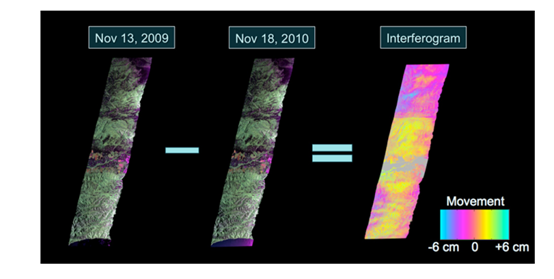 Nov 13, 2009
Nov 18, 2010
Interferogram
Movement
-6 cm 0 +6 cm